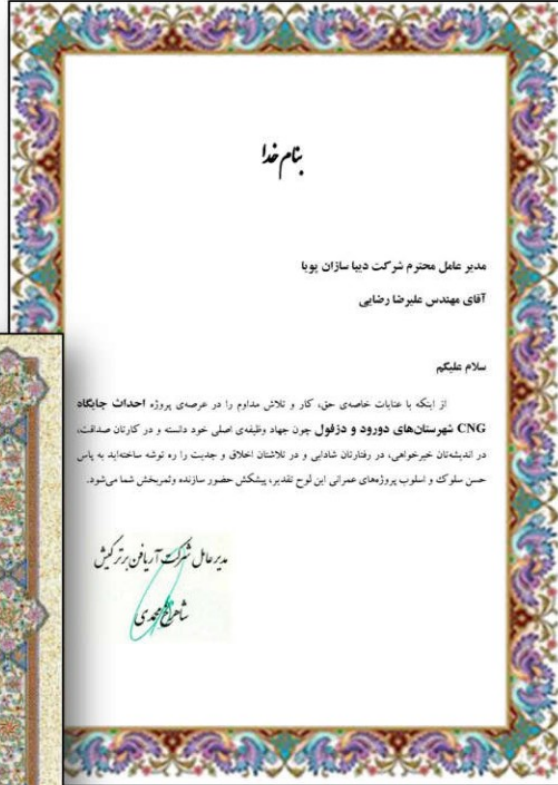 بنام خدا
مدیر عامل محترم شرکت دیبا سازان پویا
آقای مهندس علیرضا رضایی
سلام علیکم
از اینکه با عنایات خاصه‌ی حق، کار و تلاش مداوم را در عرصه‌ی پروژه احداث جایگاه
CNG شهرستان‌های دورود و دزفول چون جهاد وظیفه‌ی اصلی خود دانسته و در کارتان صداقت،
در اندیشه‌تان خیرخواهی، در رفتارتان شادابی و در تلاشتان اخلاق و جدیت را ره توشه ساخته‌اید به پاس
حسن سلوک و اسلوب پروژه‌های عمرانی این لوح تقدیر، پیشکش حضور سازنده وثمربخش شما می‌شود.
مدیر عامل شرکت آریافن برتر کیش
شاهرخ محمدی